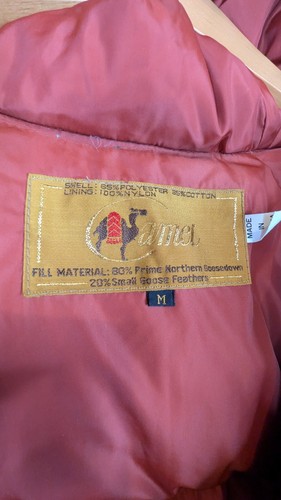 SHELL: 65% POLYESTER 35% COTTON
LINING: 100% NYLON
Camel
FILL MATERIAL: 80% Prime Northern Goosedown
20% Small Goose Feathers
M
MADE
IN